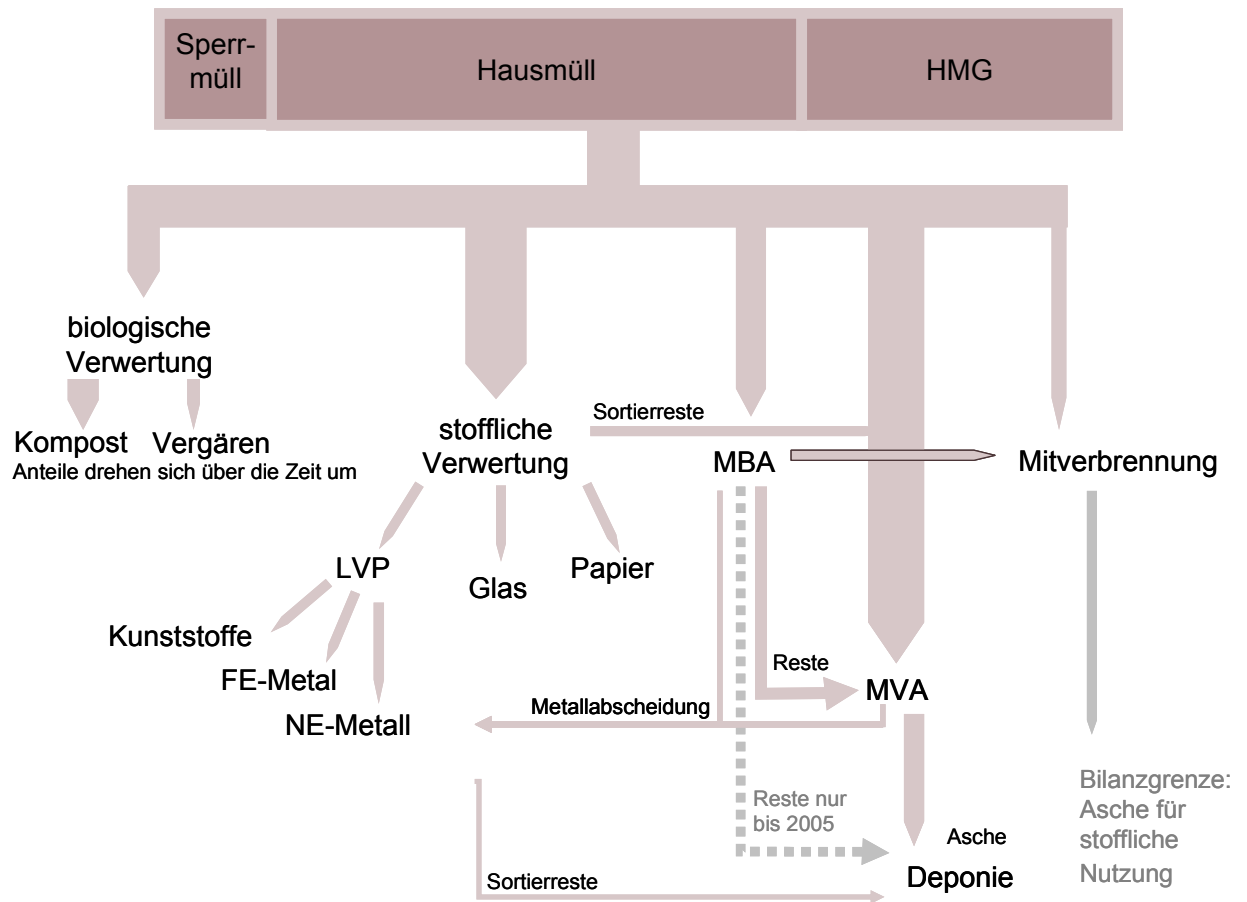 Sperr-
müll
Hausmüll
HMG
biologische
Verwertung
Kompost
Vergären
Anteile drehen sich über die Zeit um
stoffliche
Verwertung
Sortierreste
MBA
Mitverbrennung
LVP
Glas
Papier
Kunststoffe
FE-Metal
NE-Metall
Reste
MVA
Metallabscheidung
Reste nur
bis 2005
Asche
Deponie
Sortierreste
Bilanzgrenze:
Asche für
stoffliche
Nutzung